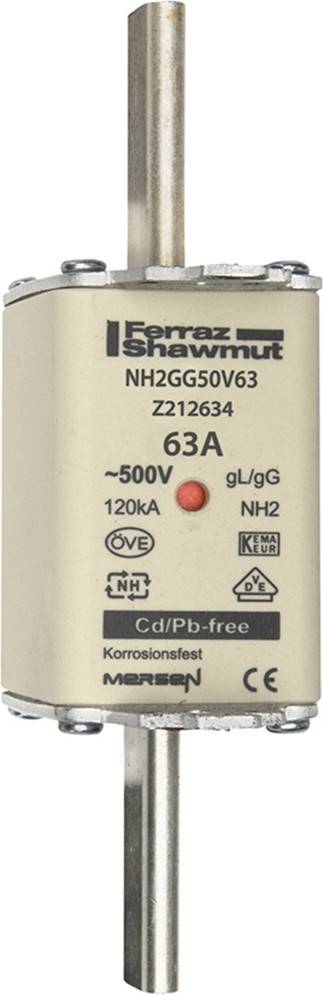 Ferraz
Shawmut
NH2GG50V63
Z212634
63A
~500V gL/gG
120kA NH2
ÖVE KEMA
KEUR
NH VDE
Cd/Pb-free
Korrosionsfest
MERSEN CE